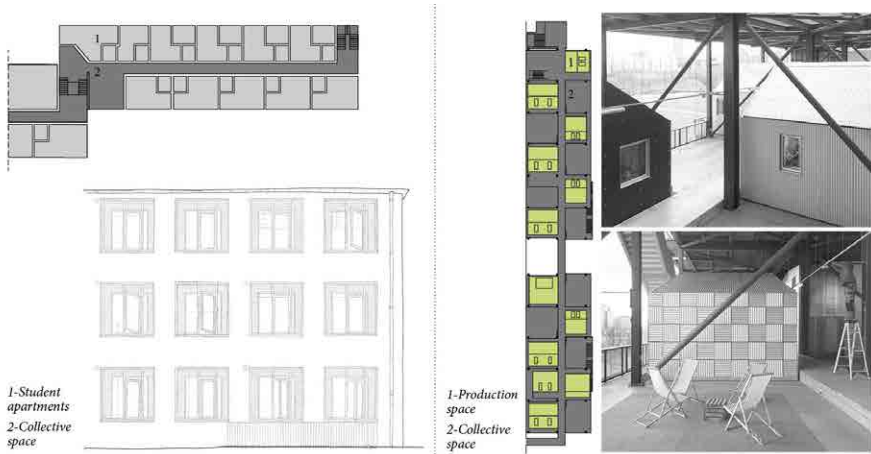 1
2
1-Student
apartments
2-Collective
space
1
2
1-Production
space
2-Collective
space